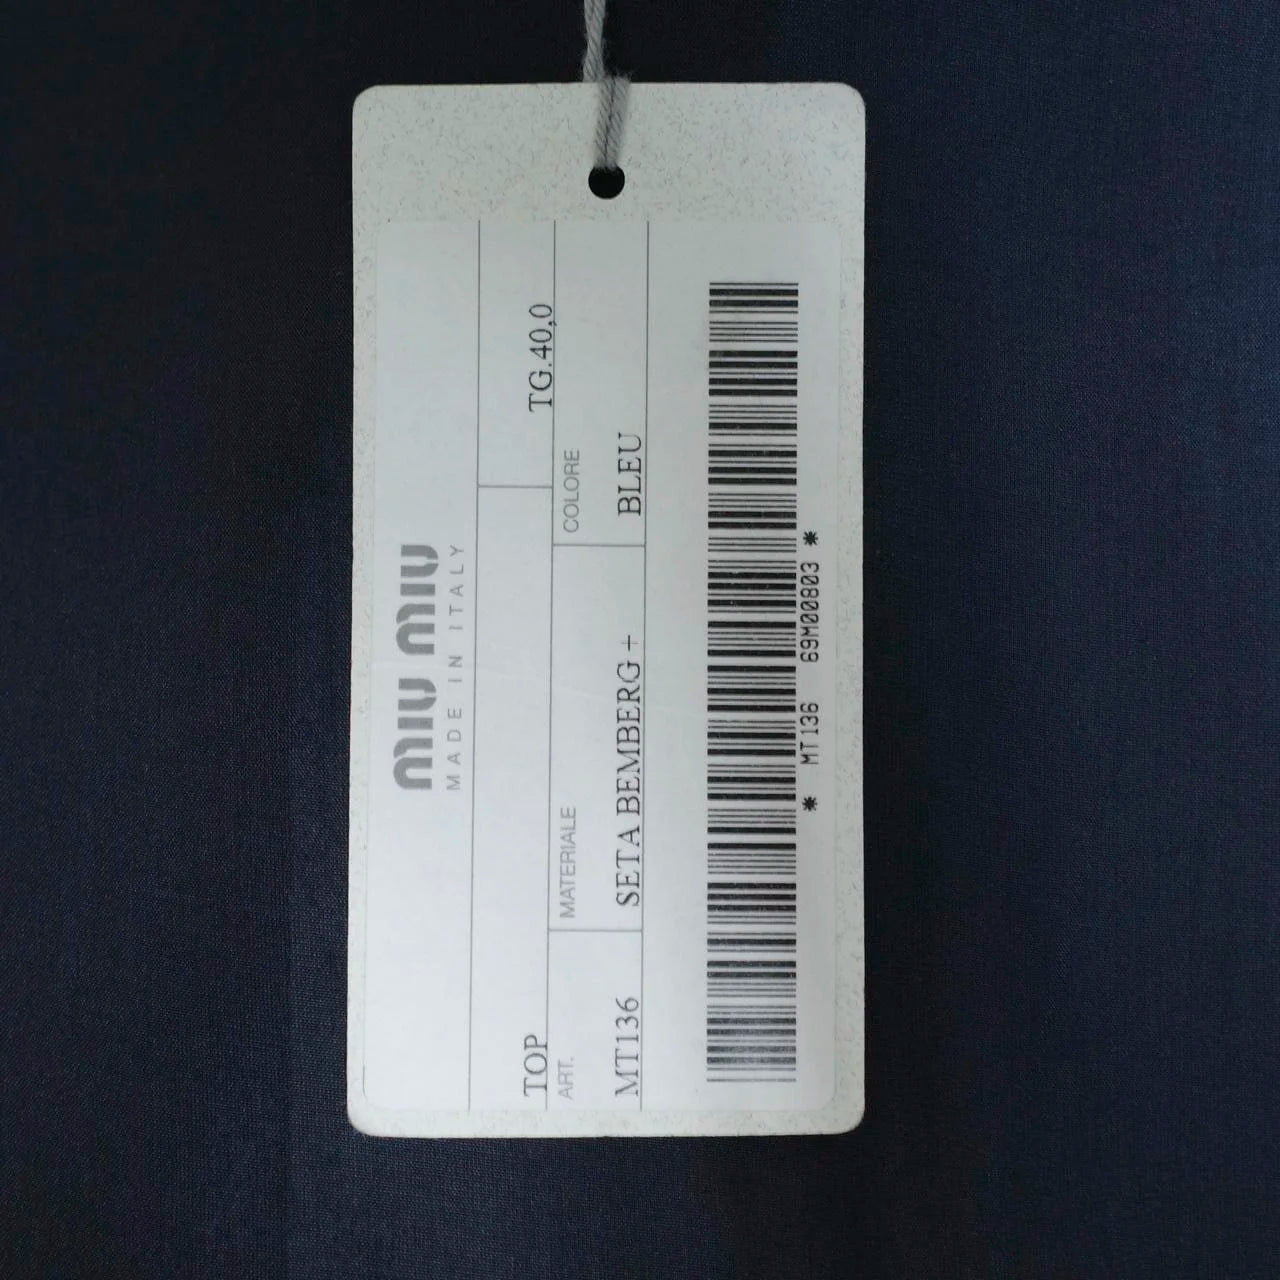 MIU MIU
MADE IN ITALY
TOP TG.40,0
ART. MATERIALE COLORE
MT136 SETA BEMBERG+ BLEU
* MT136 69M00803 *